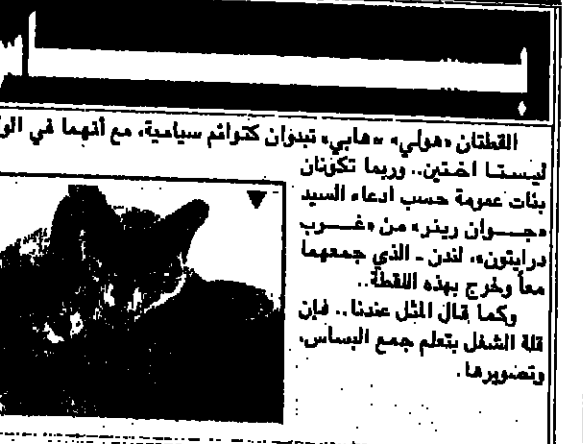 القطتان «هولي» «هابي» تبدوان كتوائم سيامية، مع أنهما في
ليستا اختين.. وربما تكونان
بنات عمومة حسب ادعاء السيد
«جــوان رينر» من «غــرب
درايتون»، لندن ـ الذي جمعهما
معاً وخرج بهذه اللقطة..
وكما قال المثل عندنا.. فإن
قلة الشغل بتعلم جمع البساس،
وتصويرها.